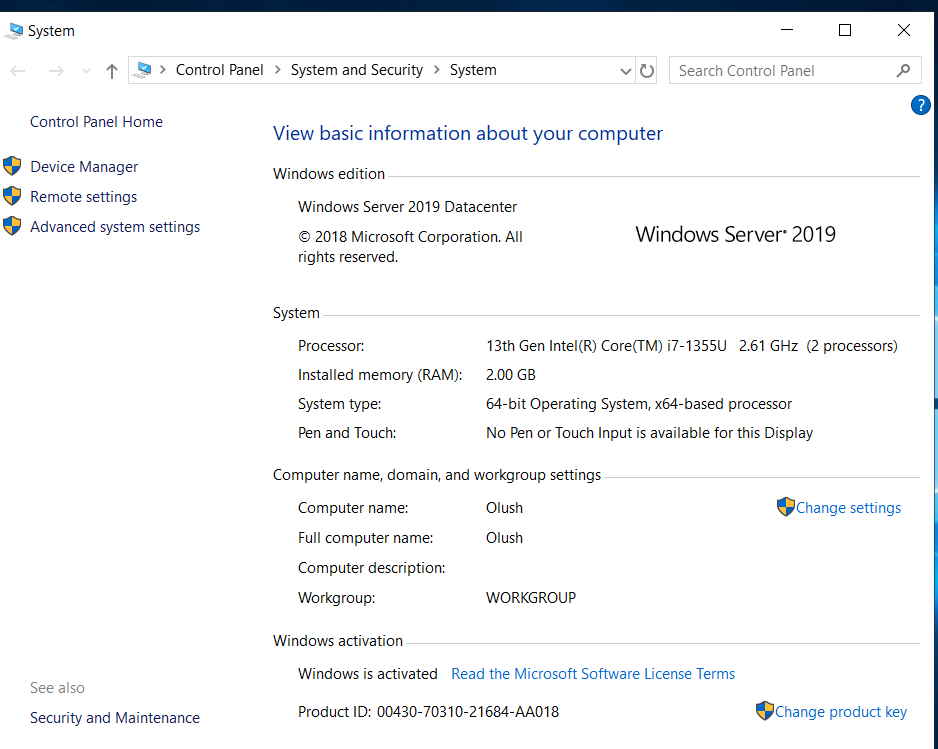 System
Control Panel > System and Security > System
Search Control Panel
?
Control Panel Home
Device Manager
Remote settings
Advanced system settings
View basic information about your computer
Windows edition
Windows Server 2019 Datacenter
© 2018 Microsoft Corporation. All
rights reserved.
Windows Server® 2019
System
Processor: 13th Gen Intel(R) Core(TM) i7-1355U 2.61 GHz (2 processors)
Installed memory (RAM): 2.00 GB
System type: 64-bit Operating System, x64-based processor
Pen and Touch: No Pen or Touch Input is available for this Display
Computer name, domain, and workgroup settings
Computer name: Olush
Change settings
Full computer name: Olush
Computer description:
Workgroup: WORKGROUP
Windows activation
Windows is activated Read the Microsoft Software License Terms
Product ID: 00430-70310-21684-AA018
Change product key
See also
Security and Maintenance